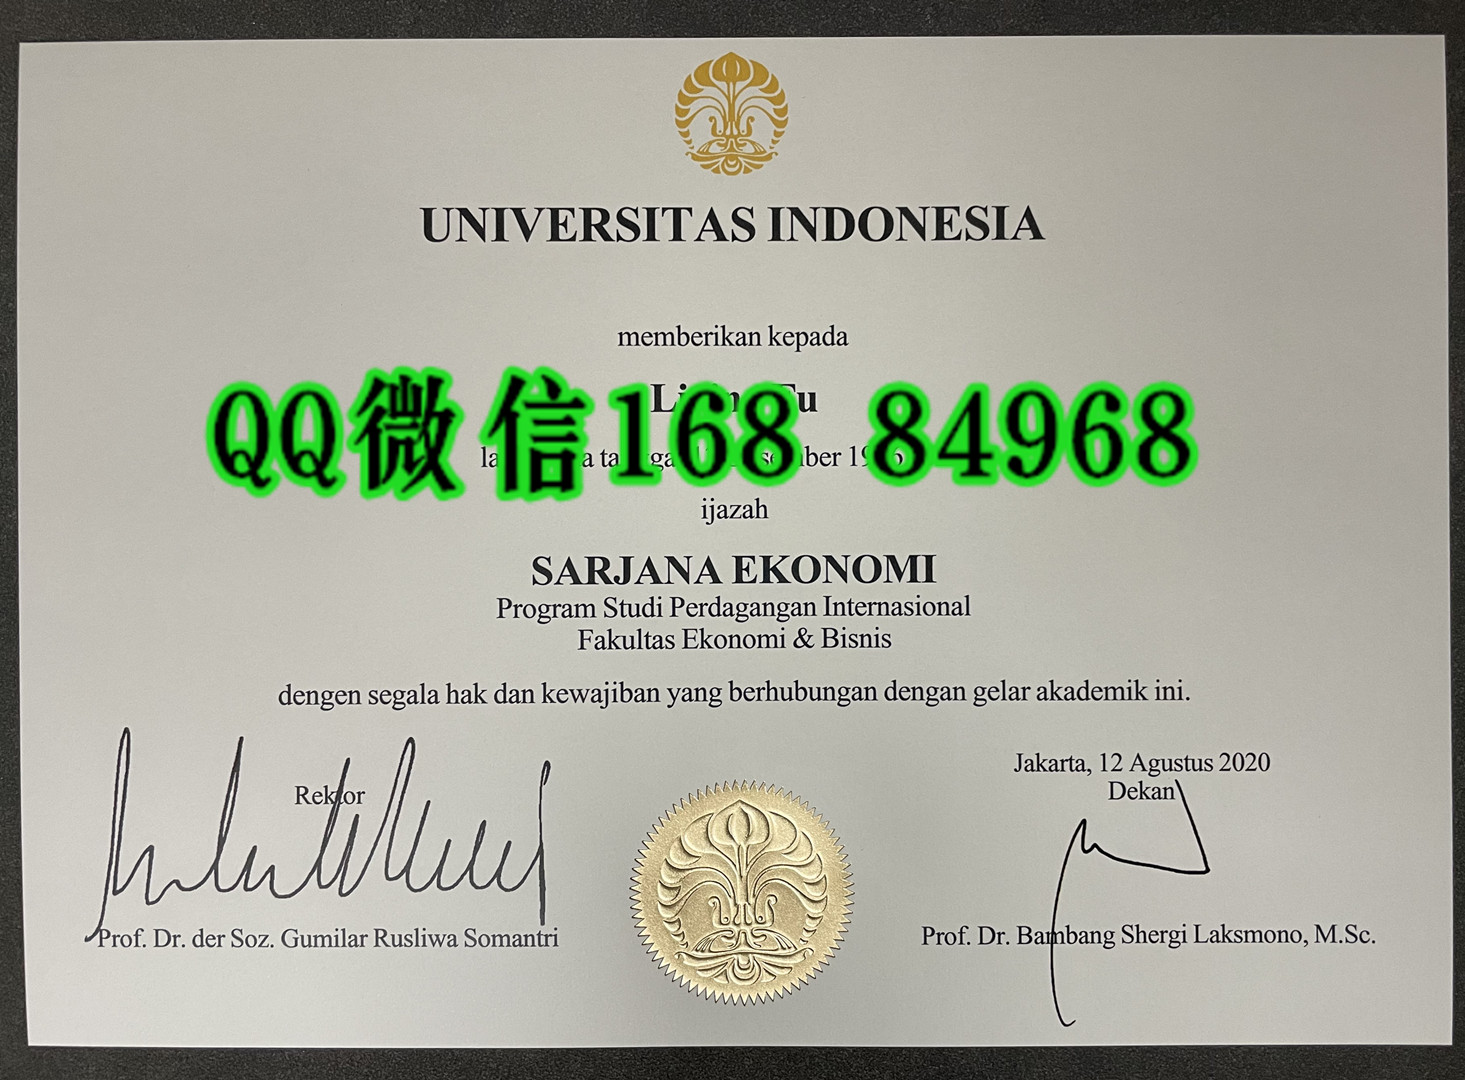 UNIVERSITAS INDONESIA
memberikan kepada
QQ微信168 84968
ijazah
SARJANA EKONOMI
Program Studi Perdagangan Internasional
Fakultas Ekonomi & Bisnis
dengen segala hak dan kewajiban yang berhubungan dengan gelar akademik ini.
Jakarta, 12 Agustus 2020
Rektor
Dekan
Prof. Dr. der Soz. Gumilar Rusliwa Somantri
Prof. Dr. Bambang Shergi Laksmono, M.Sc.